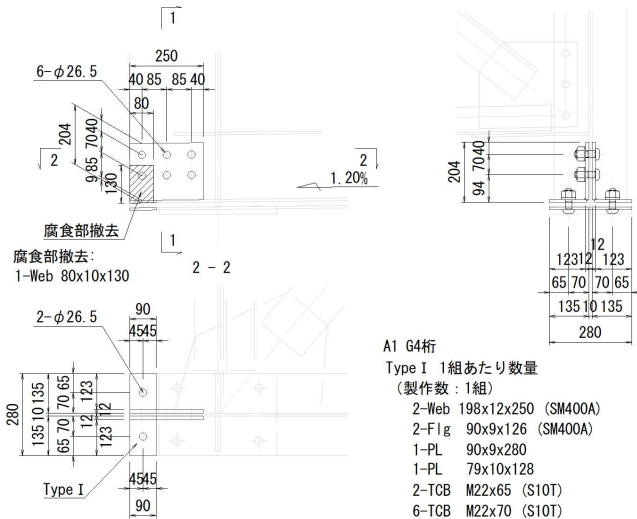 1
250
6-φ26.5
40 85 85 40
80
204
40
70
85
9
130
2
2
1.20%
腐食部撤去
1
腐食部撤去:
1-Web 80x10x130
2 - 2
90
2-φ26.5
45 45
280
135 10 135
65 70 70 65
123 12 12 123
Type I
45 45
90
204
40
70
94
12
123 12 123
65 70 70 65
135 10 135
280
A1 G4桁
Type I 1組あたり数量
(製作数:1組)
2-Web 198x12x250 (SM400A)
2-Flg 90x9x126 (SM400A)
1-PL 90x9x280
1-PL 79x10x128
2-TCB M22x65 (S10T)
6-TCB M22x70 (S10T)